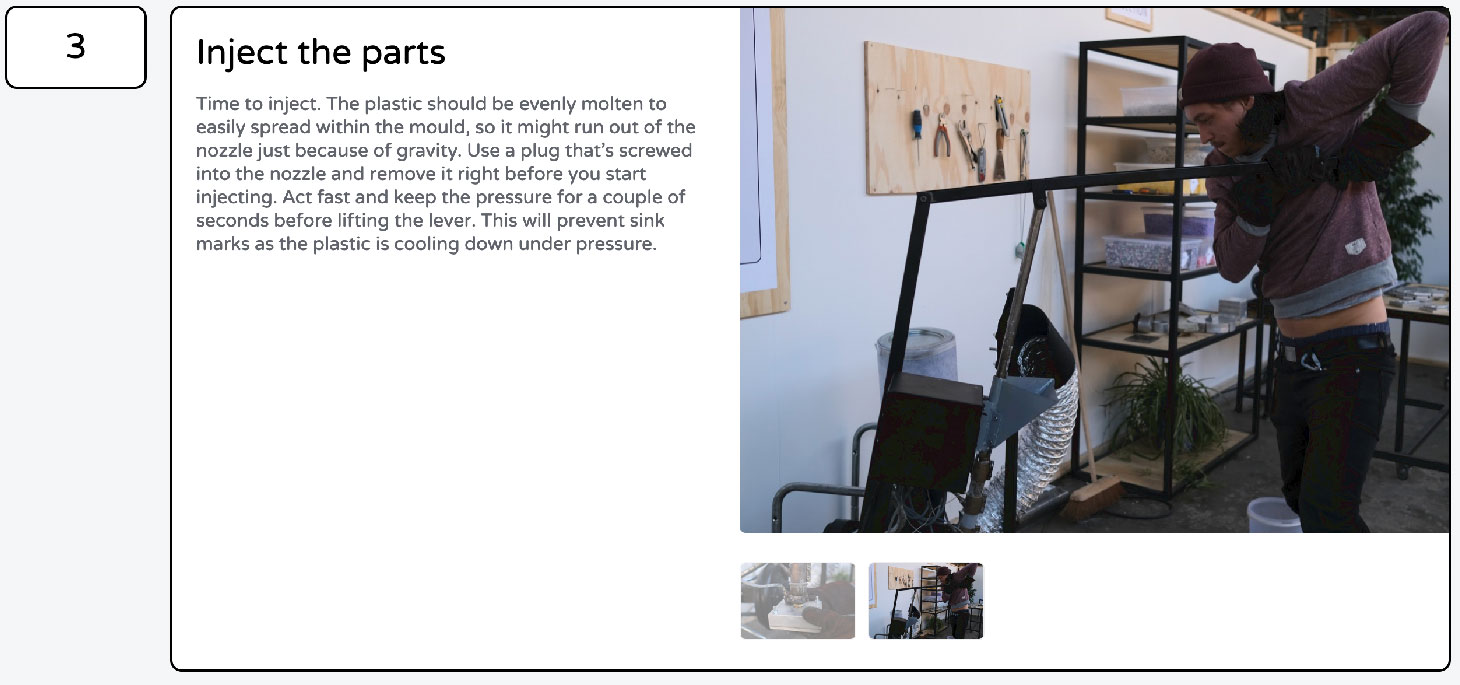 3
Inject the parts
Time to inject. The plastic should be evenly molten to
easily spread within the mould, so it might run out of the
nozzle just because of gravity. Use a plug that’s screwed
into the nozzle and remove it right before you start
injecting. Act fast and keep the pressure for a couple of
seconds before lifting the lever. This will prevent sink
marks as the plastic is cooling down under pressure.